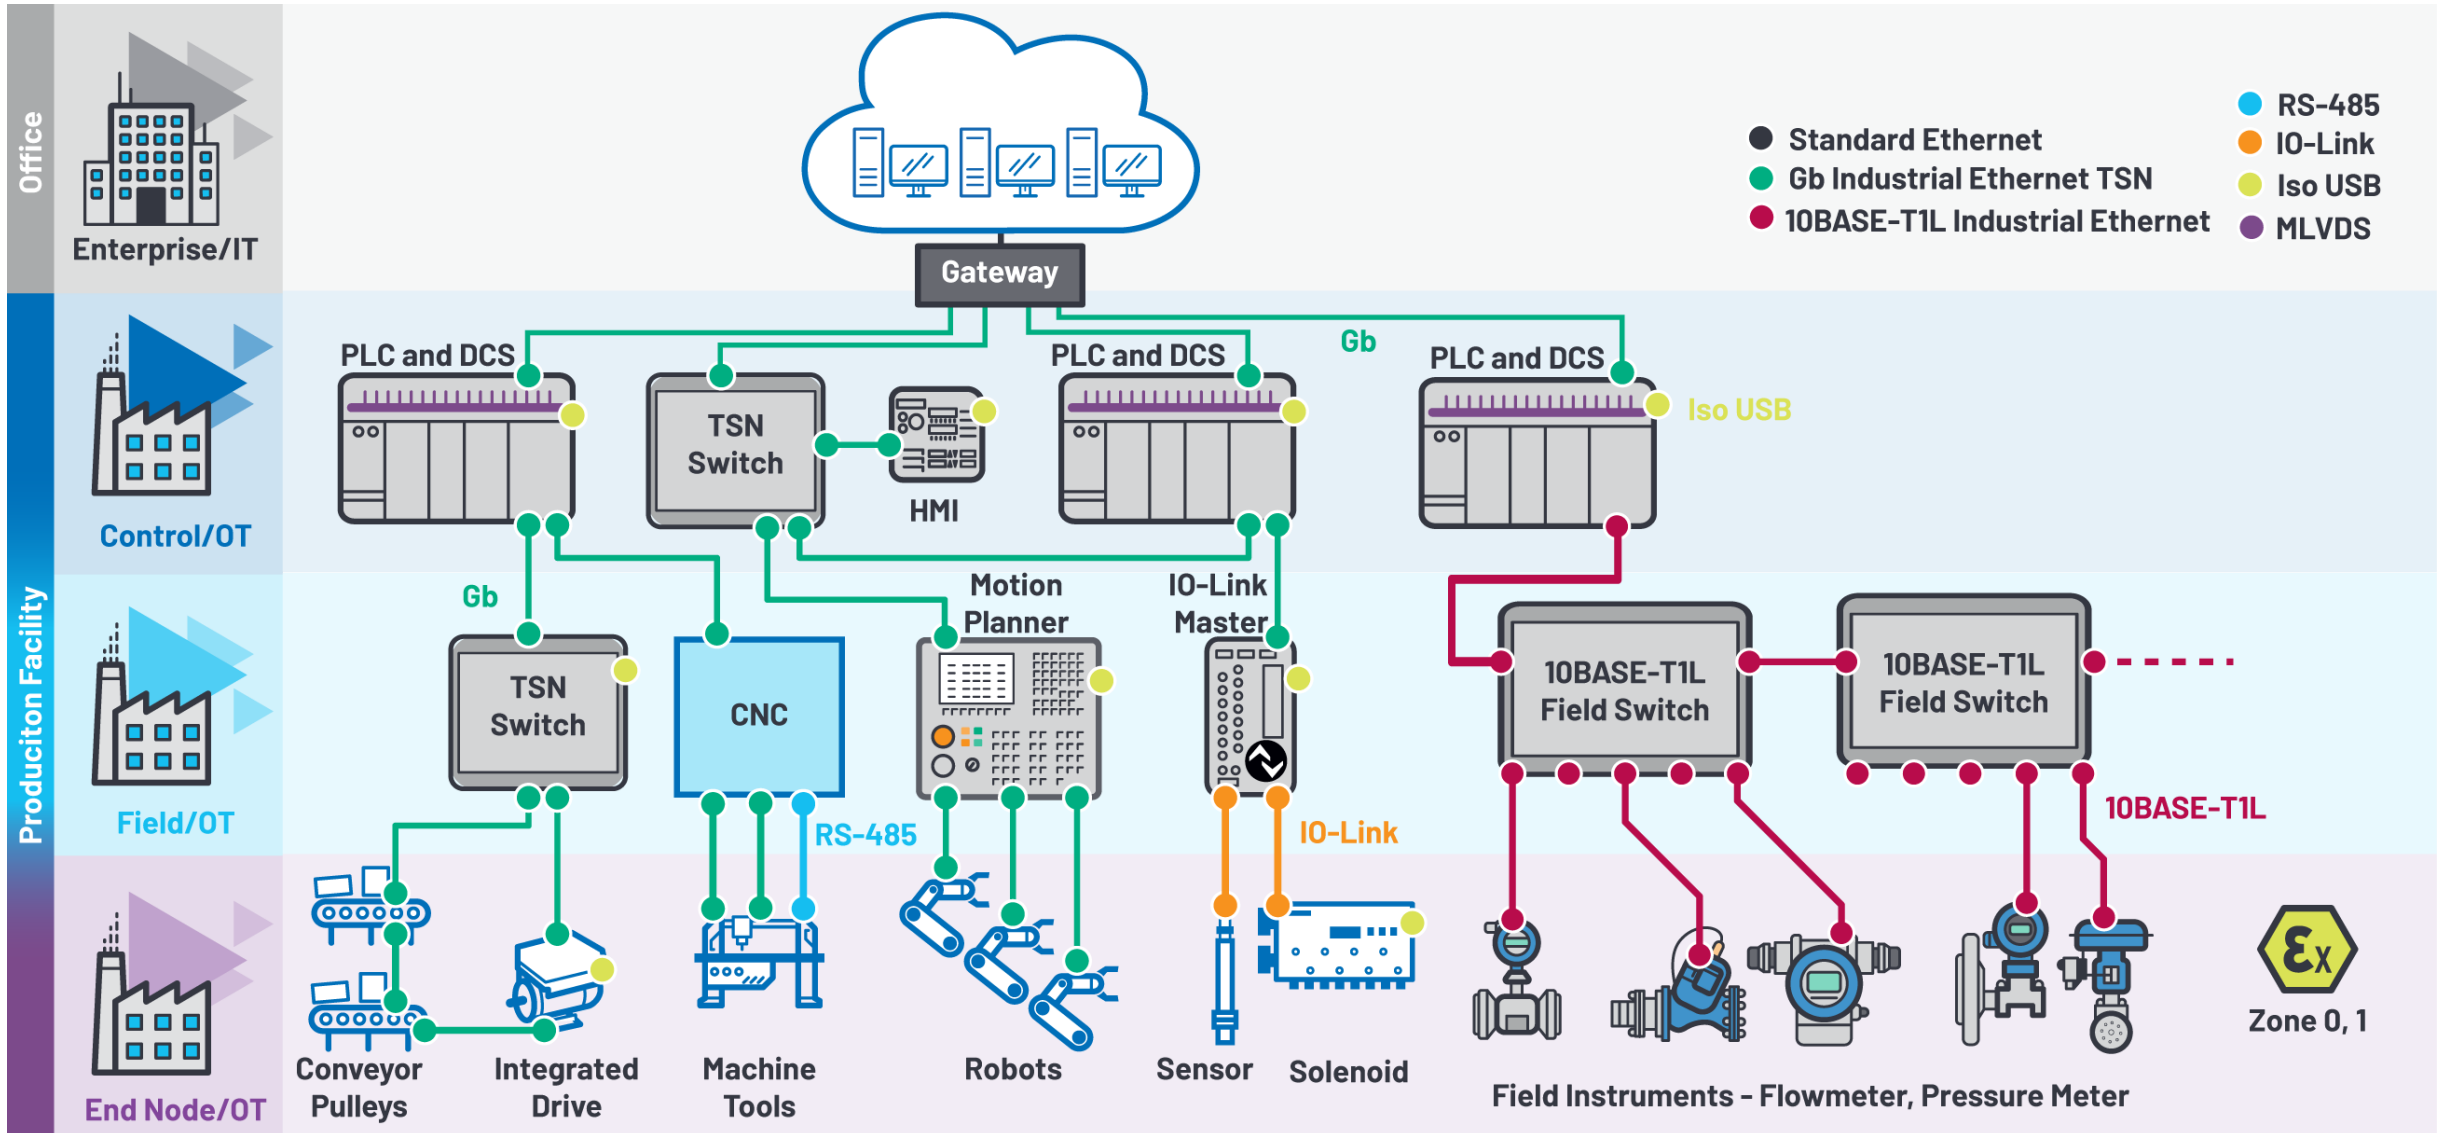 Office
Enterprise/IT
Gateway
Standard Ethernet
Gb Industrial Ethernet TSN
10BASE-T1L Industrial Ethernet
RS-485
IO-Link
Iso USB
MLVDS
Produciton Facility
Control/OT
PLC and DCS
TSN
Switch
HMI
PLC and DCS
Gb
PLC and DCS
Iso USB
Field/OT
Gb
TSN
Switch
CNC
Motion
Planner
IO-Link
Master
10BASE-T1L
Field Switch
10BASE-T1L
Field Switch
RS-485
IO-Link
10BASE-T1L
End Node/OT
Conveyor
Pulleys
Integrated
Drive
Machine
Tools
Robots
Sensor
Solenoid
Field Instruments - Flowmeter, Pressure Meter
εx
Zone 0, 1